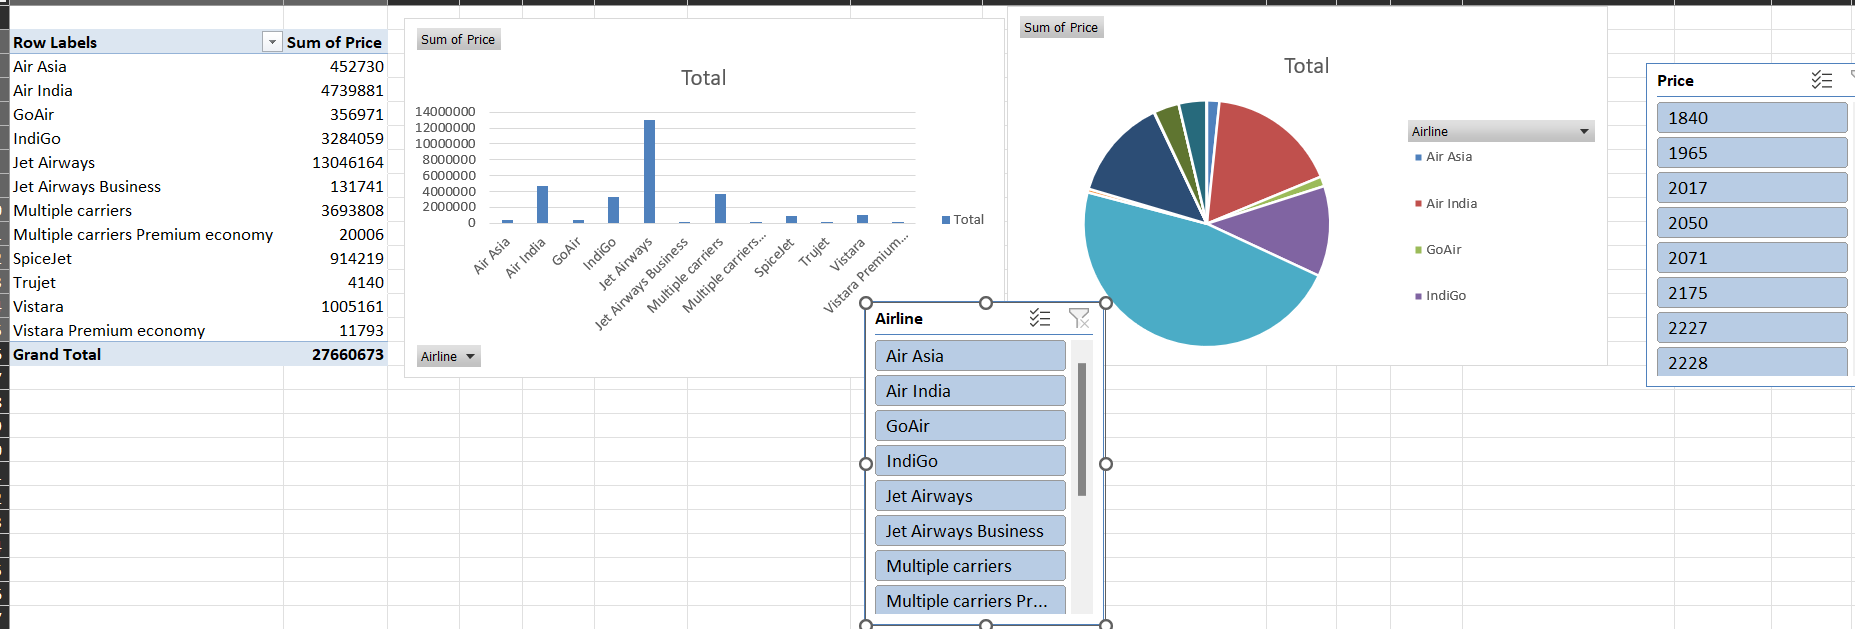 Row Labels Sum of Price
Air Asia 452730
Air India 4739881
GoAir 356971
IndiGo 3284059
Jet Airways 13046164
Jet Airways Business 131741
Multiple carriers 3693808
Multiple carriers Premium economy 20006
SpiceJet 914219
Trujet 4140
Vistara 1005161
Vistara Premium economy 11793
Grand Total 27660673
Sum of Price
Total
14000000
12000000
10000000
8000000
6000000
4000000
2000000
0
Air Asia
Air India
GoAir
IndiGo
Jet Airways
Jet Airways Business
Multiple carriers
Multiple carriers...
SpiceJet
Trujet
Vistara
Vistara Premium...
Total
Airline
Sum of Price
Total
Airline
Air Asia
Air India
GoAir
IndiGo
Airline
Air Asia
Air India
GoAir
IndiGo
Jet Airways
Jet Airways Business
Multiple carriers
Multiple carriers Pr...
Price
1840
1965
2017
2050
2071
2175
2227
2228